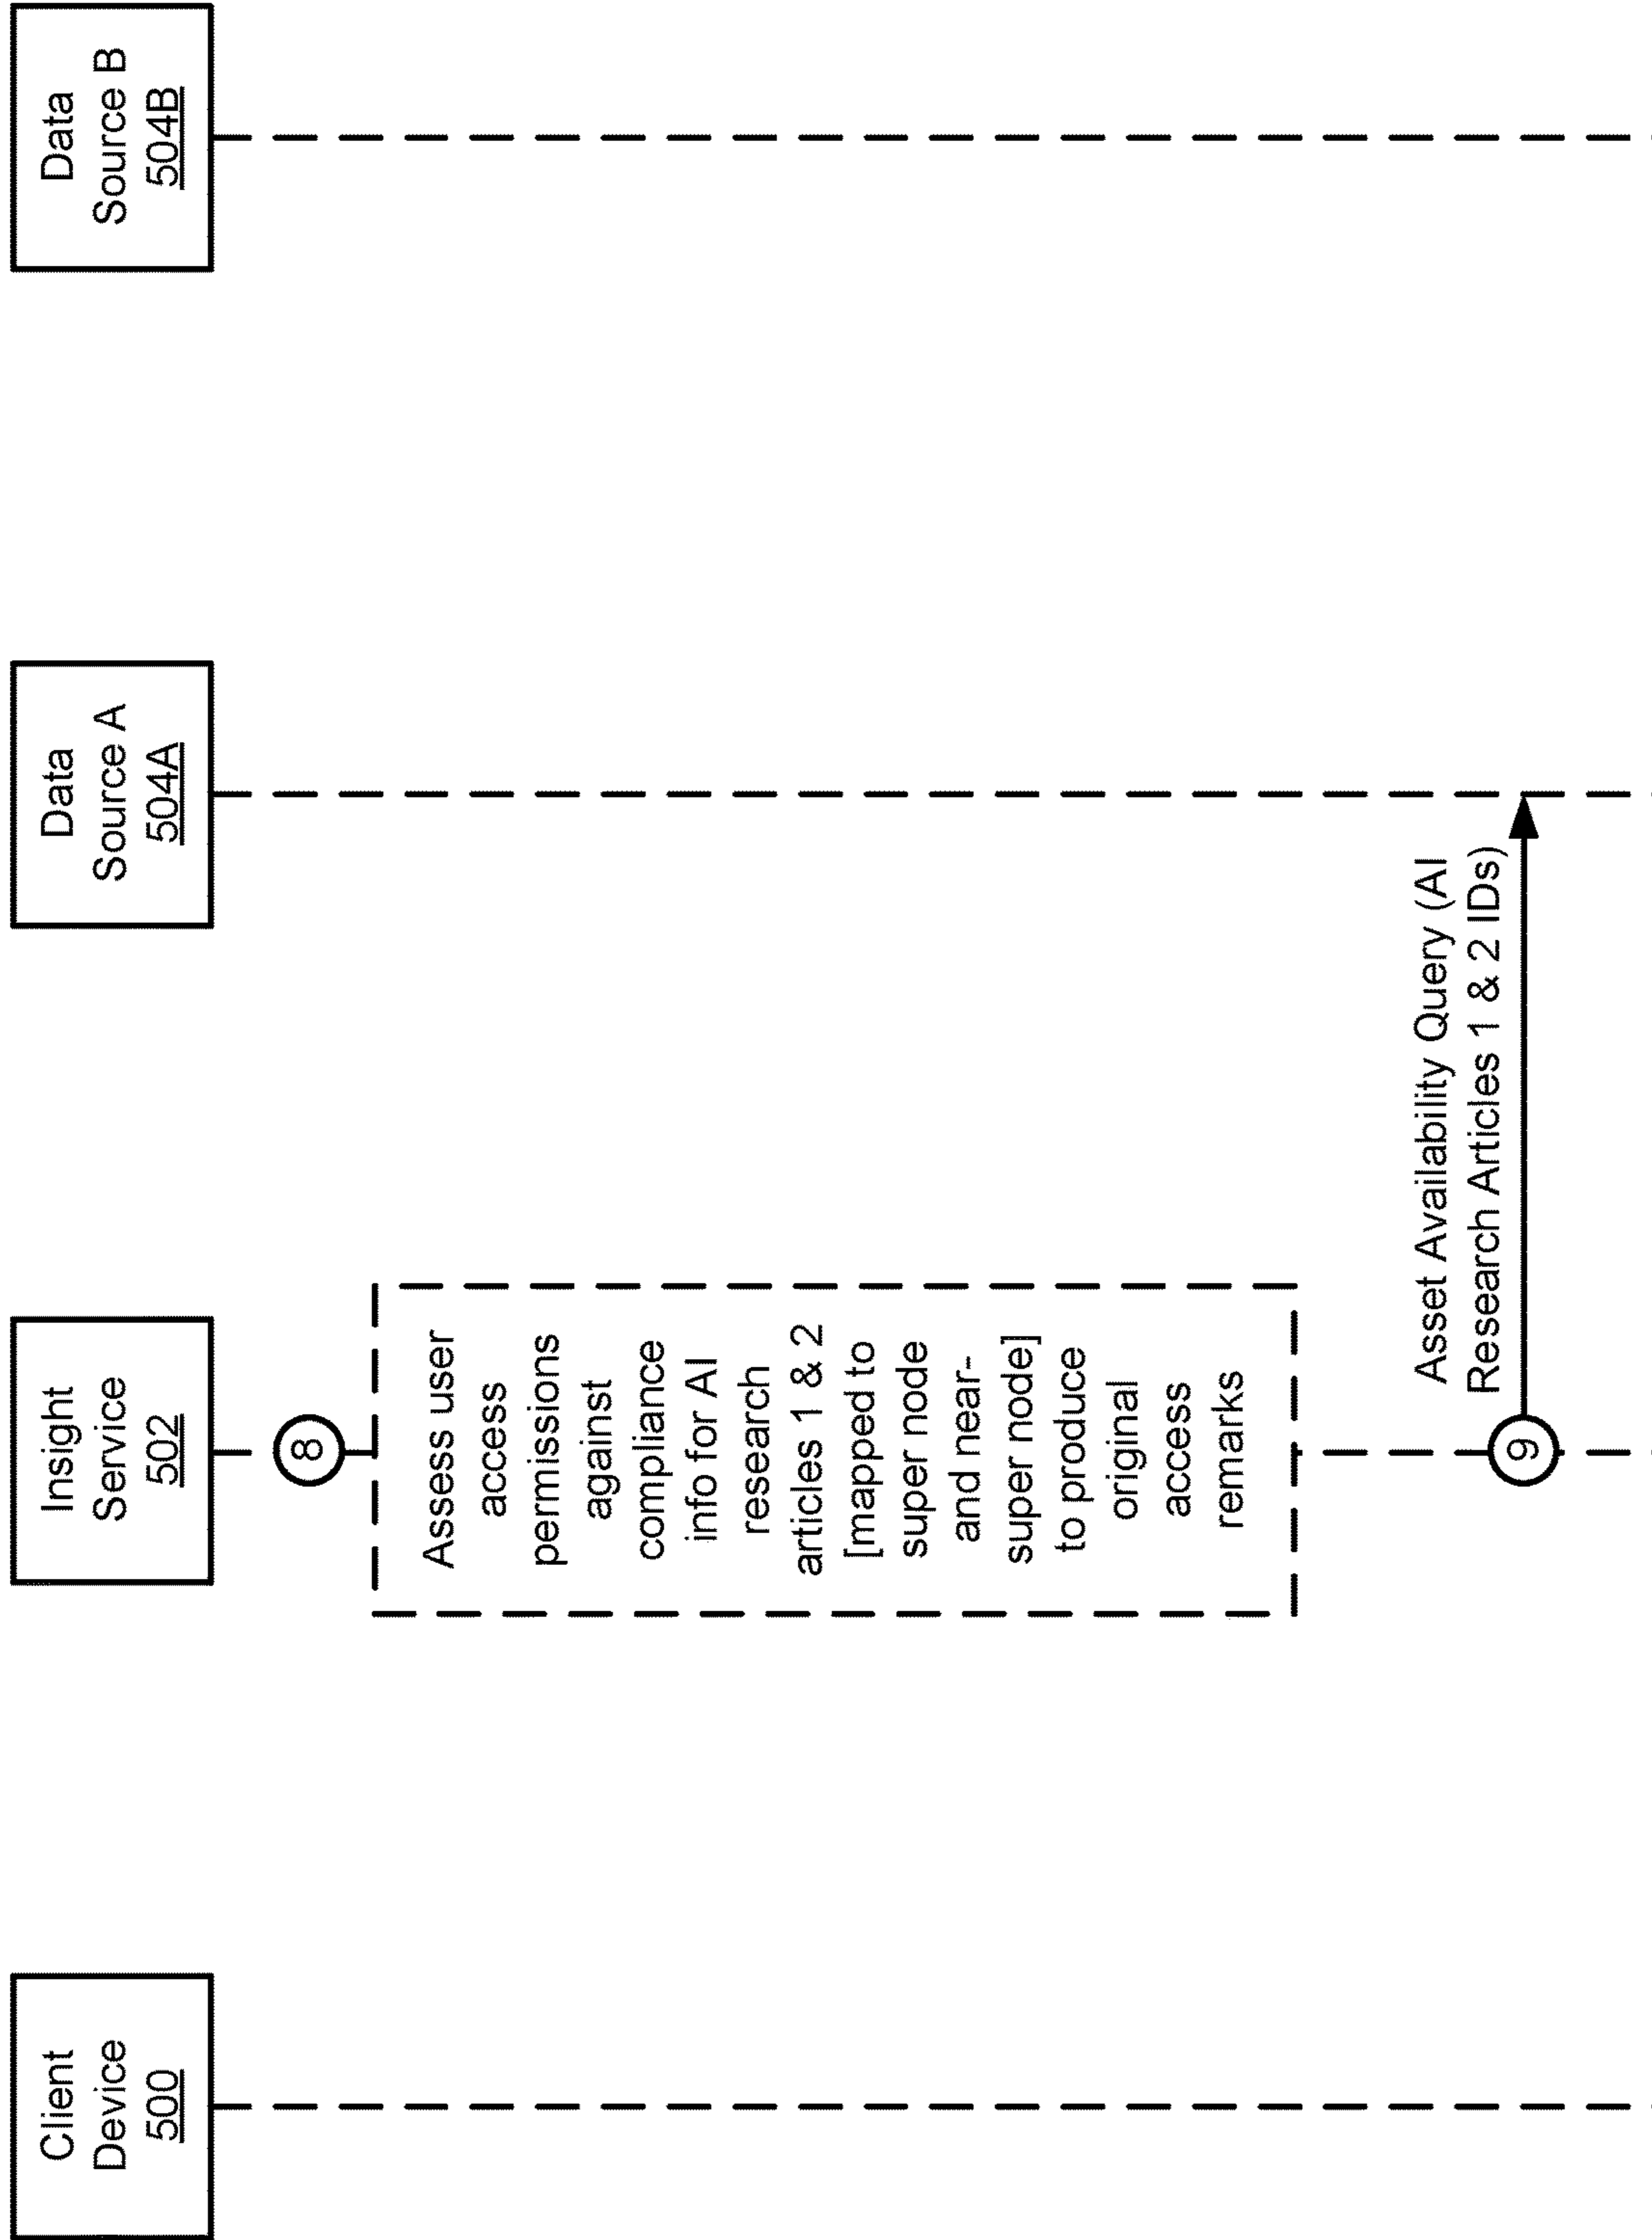 Client
Device
500
Insight
Service
502
Data
Source A
504A
Data
Source B
504B
8
Assess user
access
permissions
against
compliance
info for AI
research
articles 1 & 2
[mapped to
super node
and near-
super node]
to produce
original
access
remarks
9
Asset Availability Query (AI
Research Articles 1 & 2 IDs)